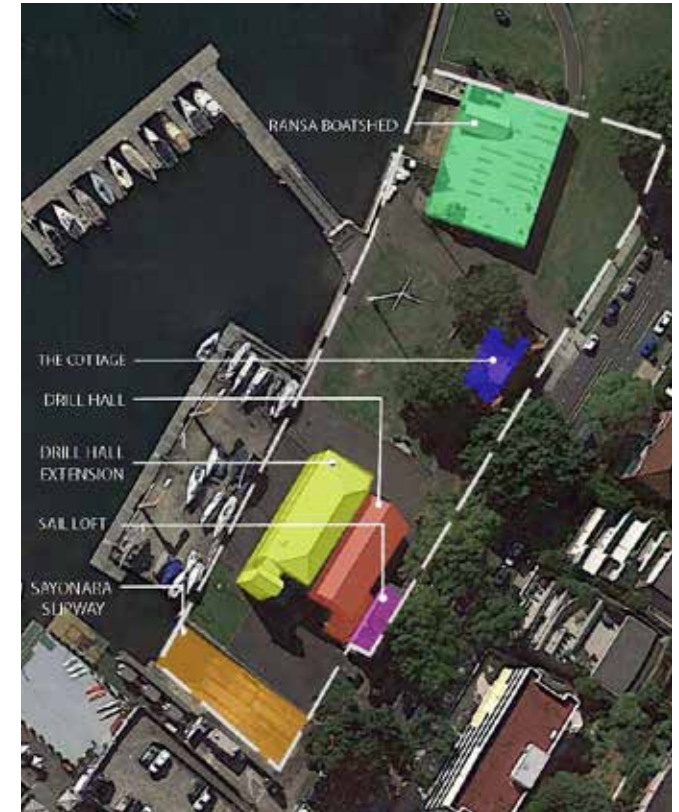 RANSA BOATSHED
THE COTTAGE
DRILL HALL
DRILL HALL
EXTENSION
SAIL LOFT
SAYONARA
SLIPWAY